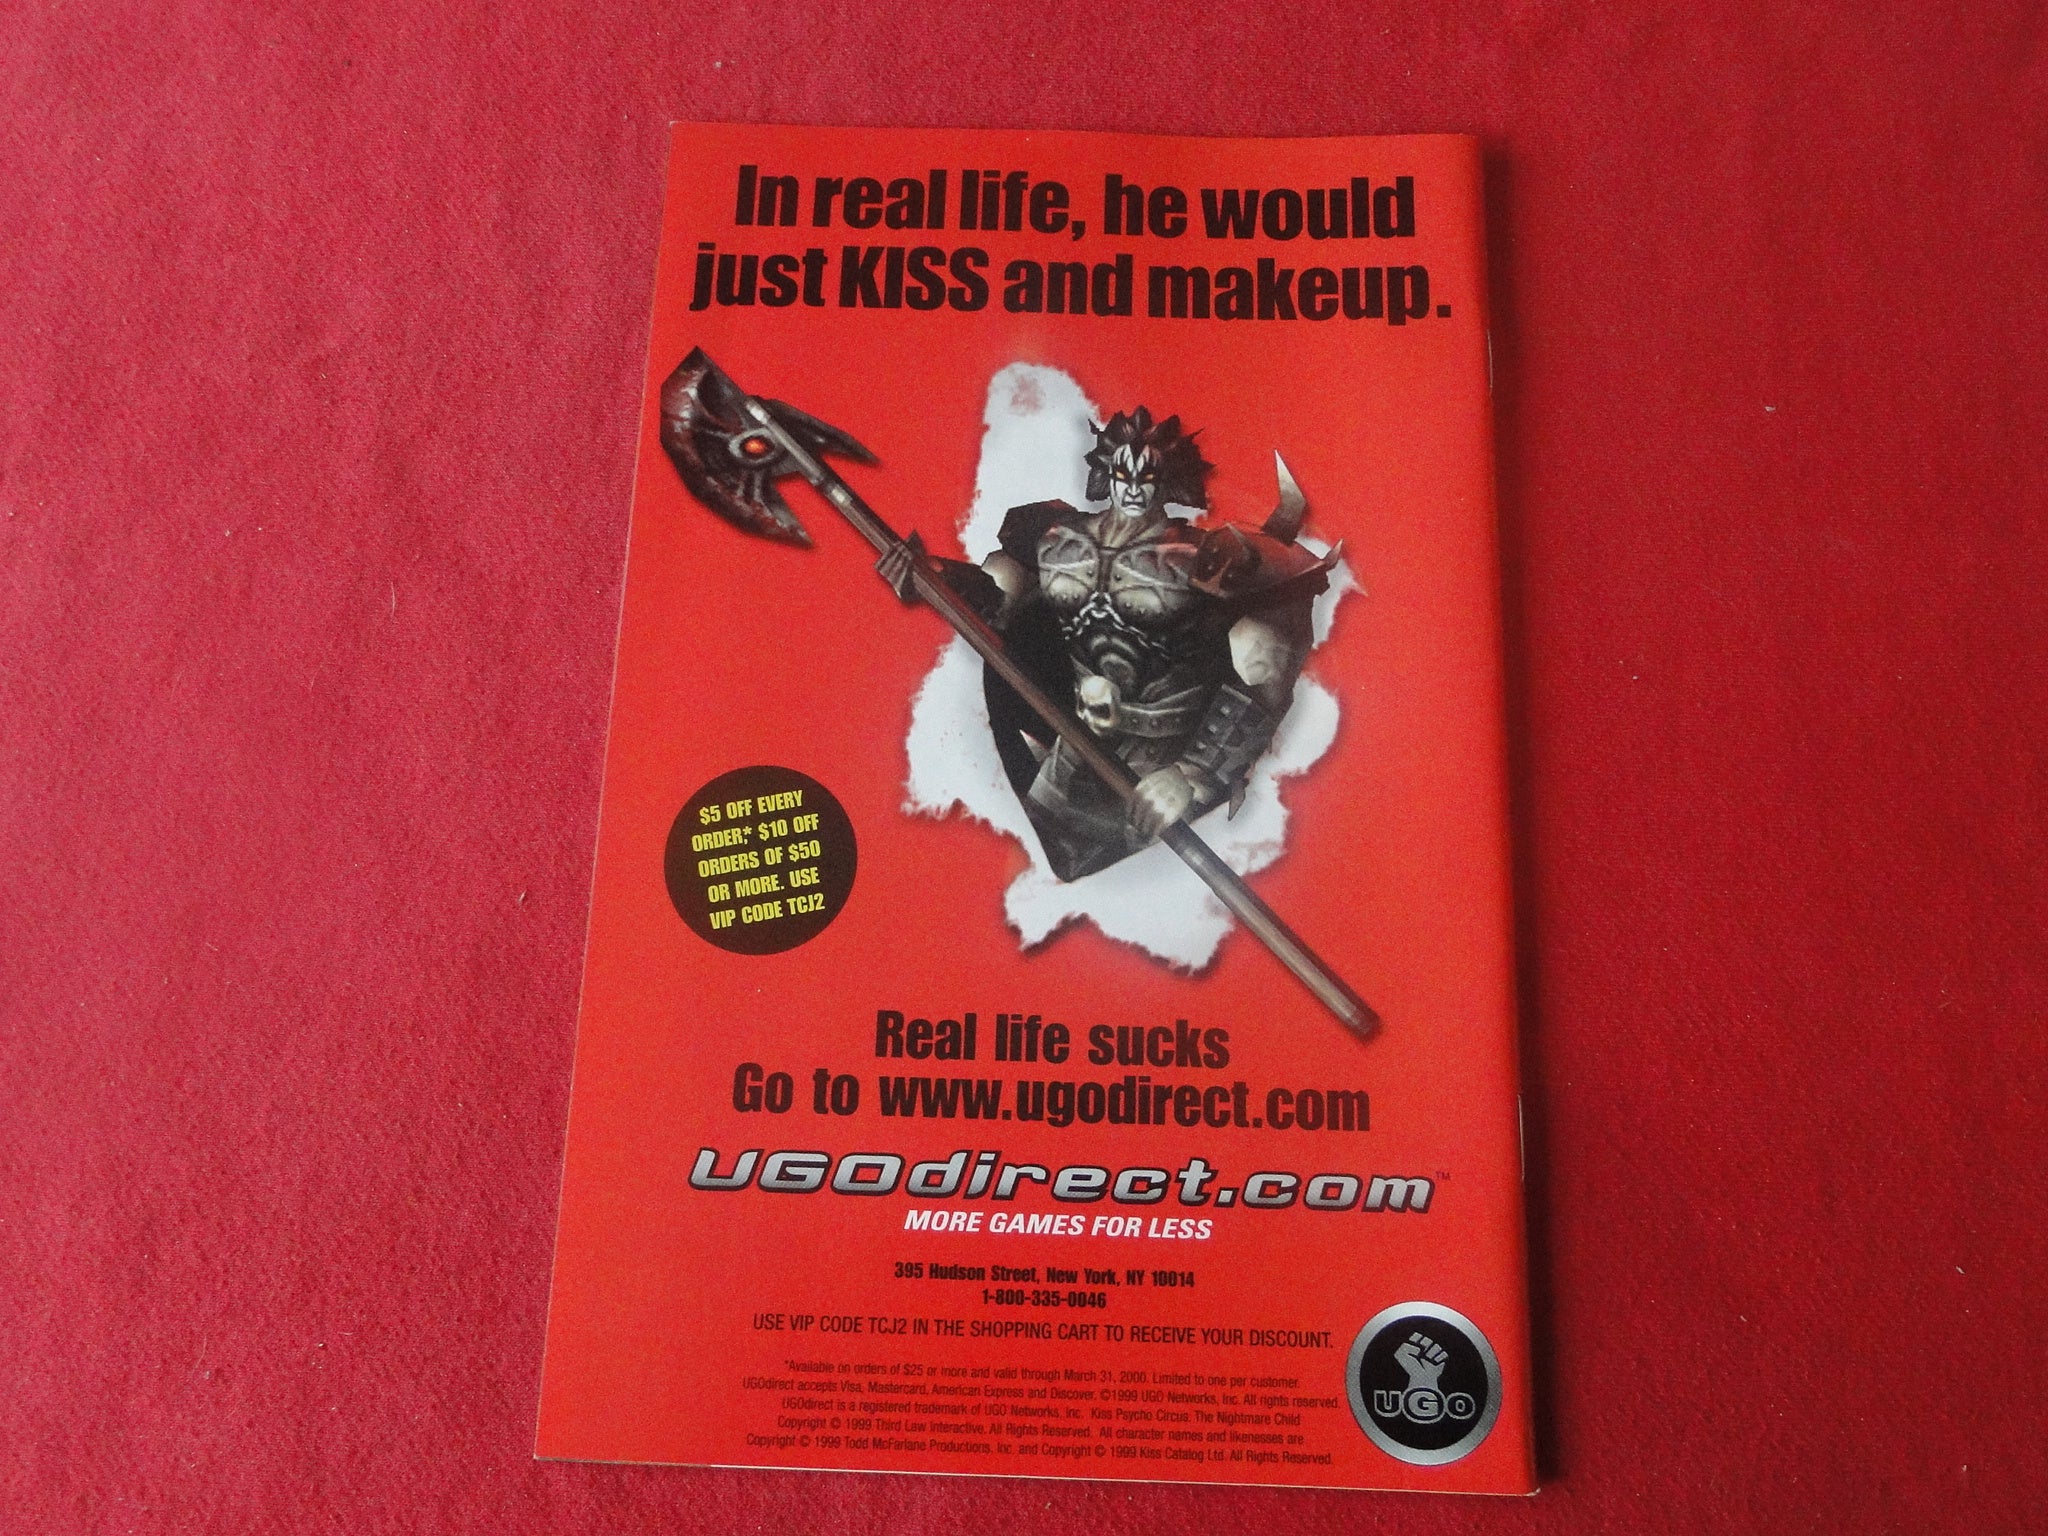 In real life, he would
just KISS and makeup.
$5 OFF EVERY
ORDER,* $10 OFF
ORDERS OF $50
OR MORE. USE
VIP CODE TCJ2
Real life sucks
Go to www.ugodirect.com
UGOdirect.com™
MORE GAMES FOR LESS
395 Hudson Street, New York, NY 10014
1-800-335-0046
USE VIP CODE TCJ2 IN THE SHOPPING CART TO RECEIVE YOUR DISCOUNT.
*Available on orders of $25 or more and valid through March 31, 2000. Limited to one per customer.
UGOdirect accepts Visa, Mastercard, American Express and Discover. ©1999 UGO Networks, Inc. All rights reserved.
UGOdirect is a registered trademark of UGO Networks, Inc. Kiss Psycho Circus: The Nightmare Child
Copyright © 1999 Third Law Interactive. All Rights Reserved. All character names and likenesses are
Copyright © 1999 Todd McFarlane Productions, Inc. and Copyright © 1999 Kiss Catalog Ltd. All Rights Reserved.
UGO